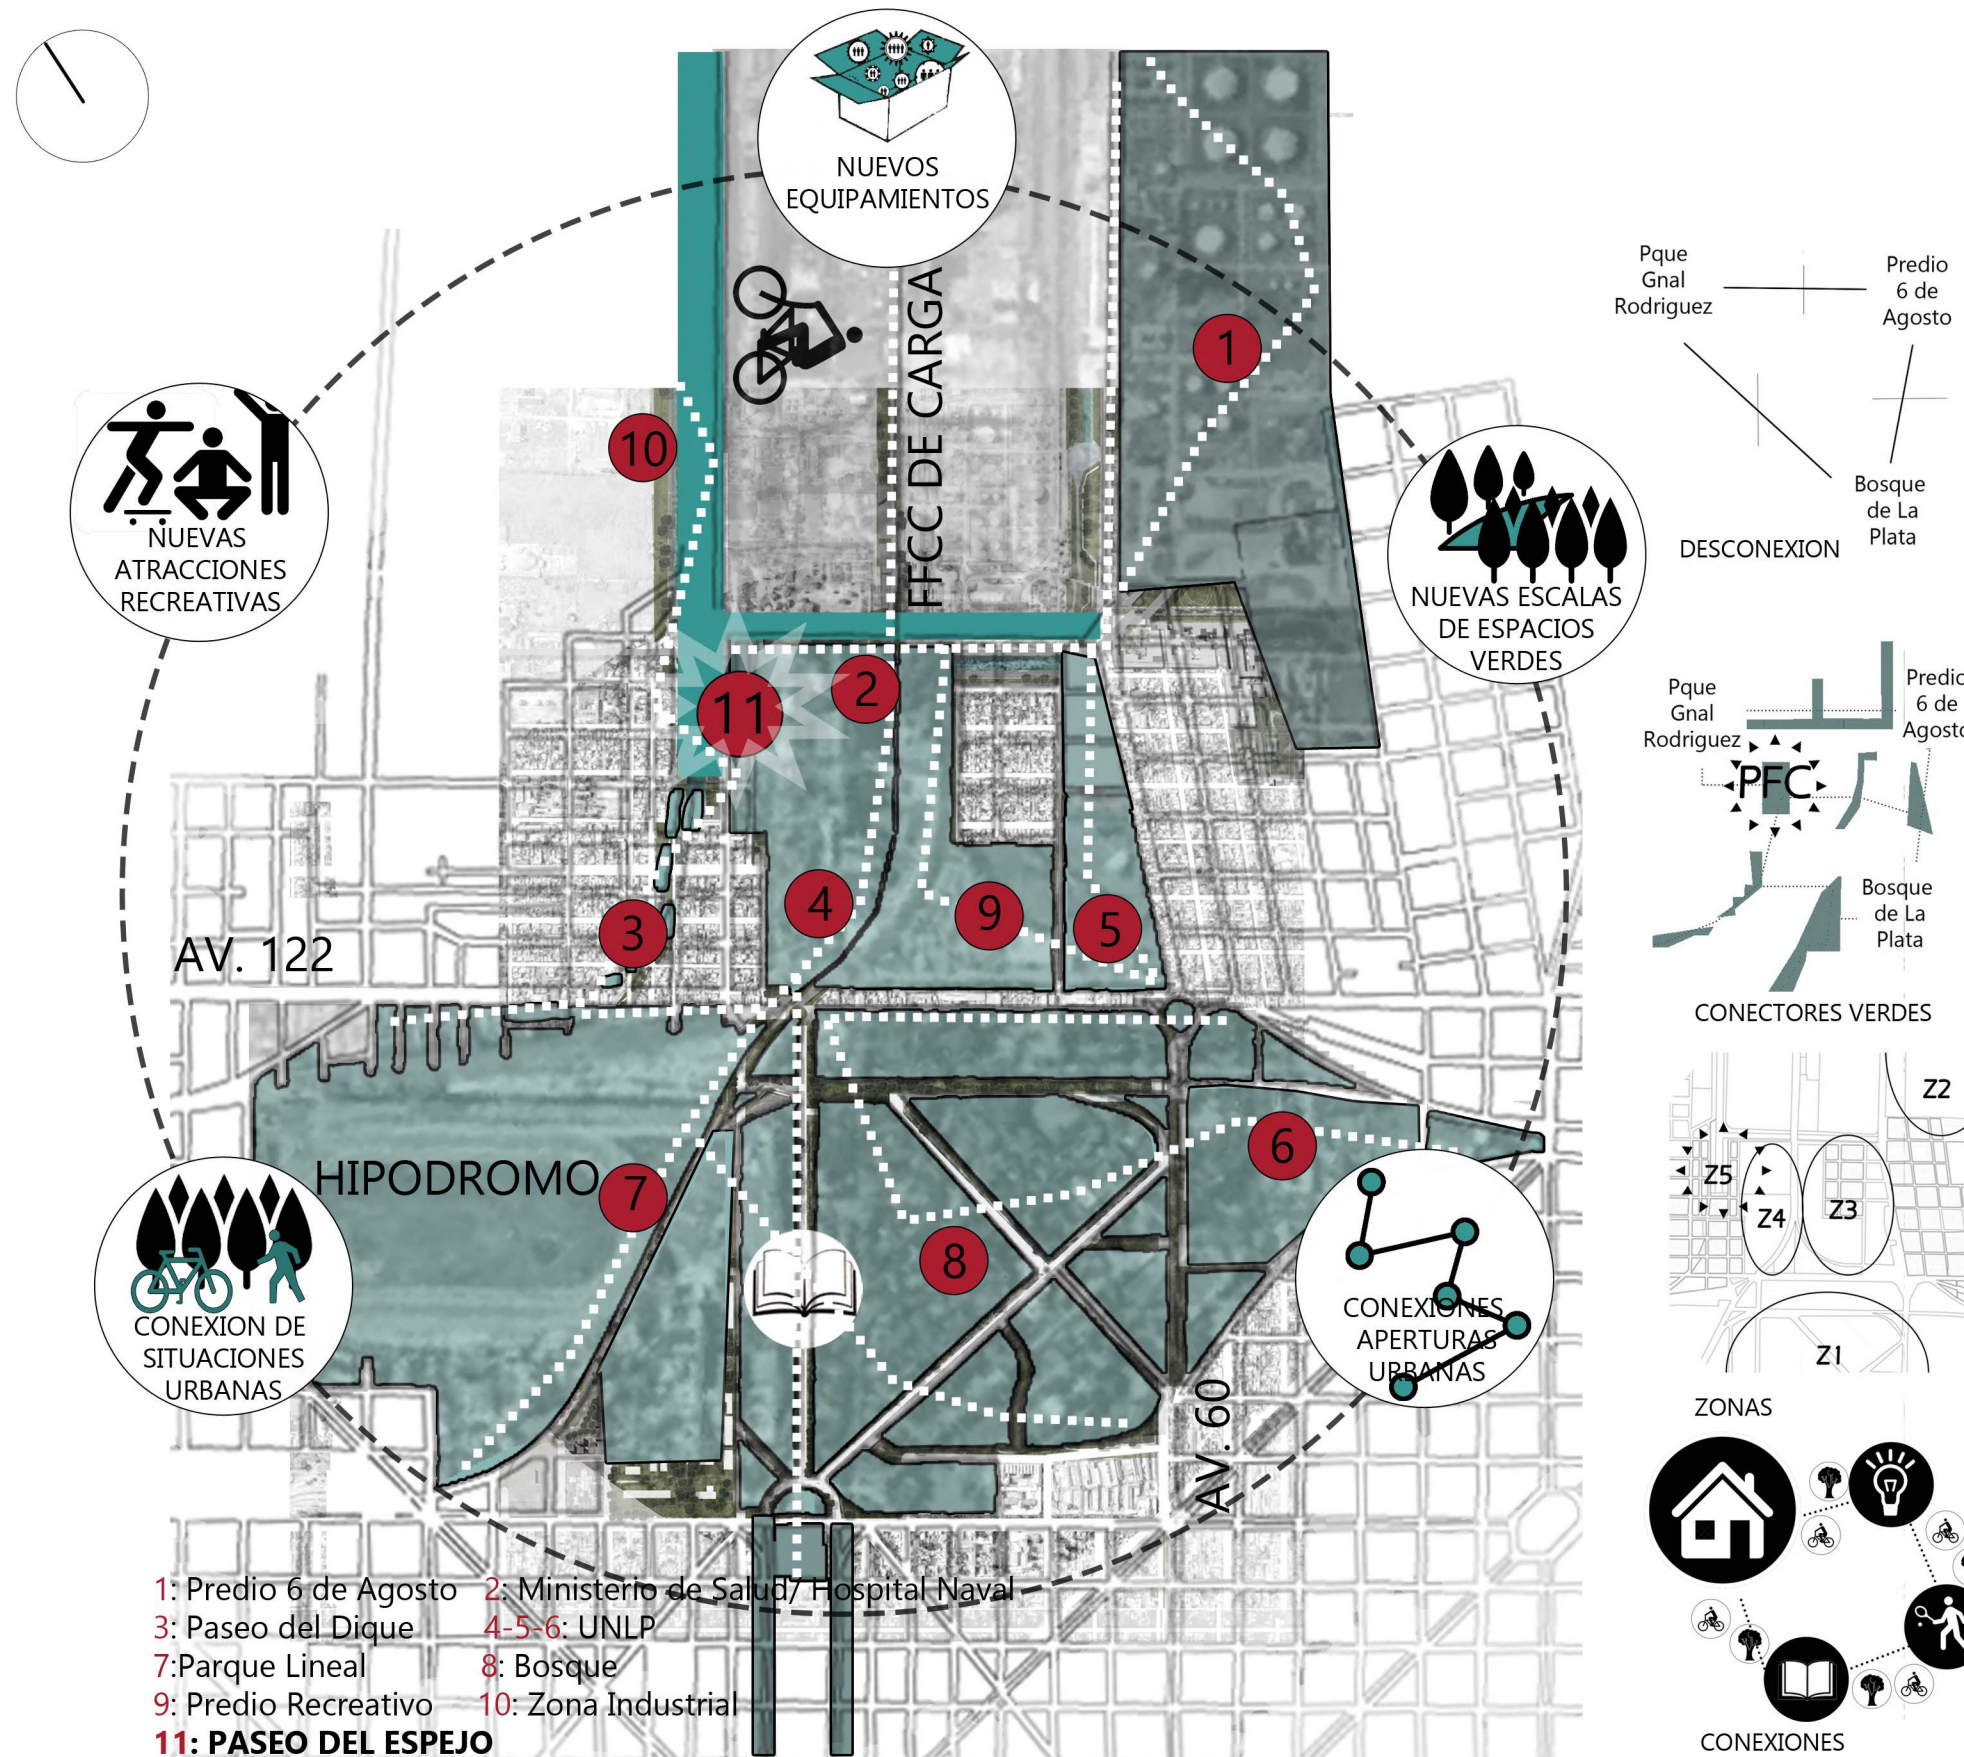 NUEVOS
EQUIPAMIENTOS
FFCC DE CARGA
1
10
NUEVAS
ATRACCIONES
RECREATIVAS
NUEVAS ESCALAS
DE ESPACIOS
VERDES
2
11
4
9
5
3
AV. 122
HIPODROMO
7
6
8
CONEXION DE
SITUACIONES
URBANAS
CONEXIONES
APERTURAS
URBANAS
AV. 60
1: Predio 6 de Agosto
2: Ministerio de Salud/ Hospital Naval
3: Paseo del Dique
4-5-6: UNLP
7:Parque Lineal
8: Bosque
9: Predio Recreativo
10: Zona Industrial
11: PASEO DEL ESPEJO
Pque
Gnal
Rodriguez
Predio
6 de
Agosto
Bosque
de La
Plata
DESCONEXION
Pque
Gnal
Rodriguez
Predio
6 de
Agosto
PFC
Bosque
de La
Plata
CONECTORES VERDES
Z2
Z5
Z4
Z3
Z1
ZONAS
CONEXIONES